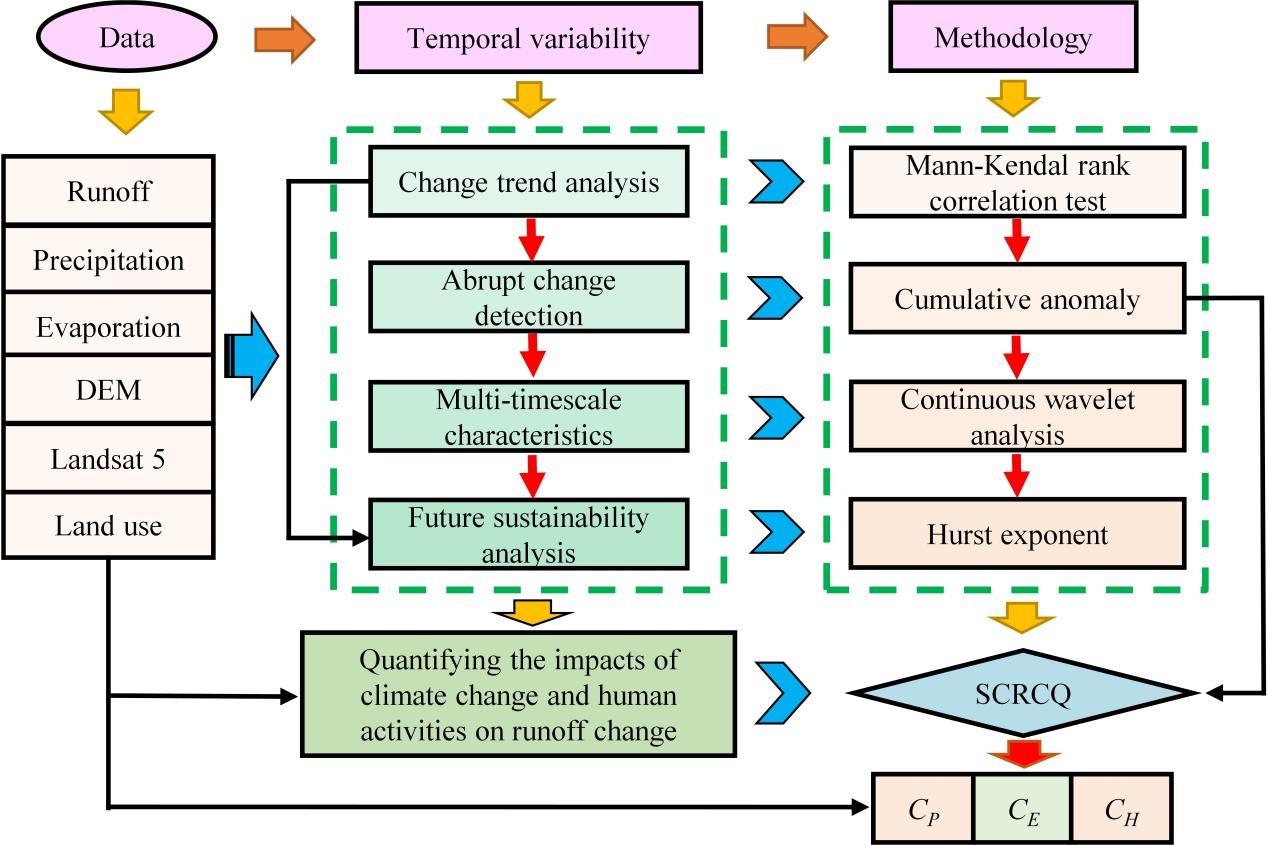 Data
Temporal variability
Methodology
Runoff
Precipitation
Evaporation
DEM
Landsat 5
Land use
Change trend analysis
Abrupt change
detection
Multi-timescale
characteristics
Future sustainability
analysis
Mann-Kendal rank
correlation test
Cumulative anomaly
Continuous wavelet
analysis
Hurst exponent
Quantifying the impacts of
climate change and human
activities on runoff change
SCRCQ
C_P
C_E
C_H